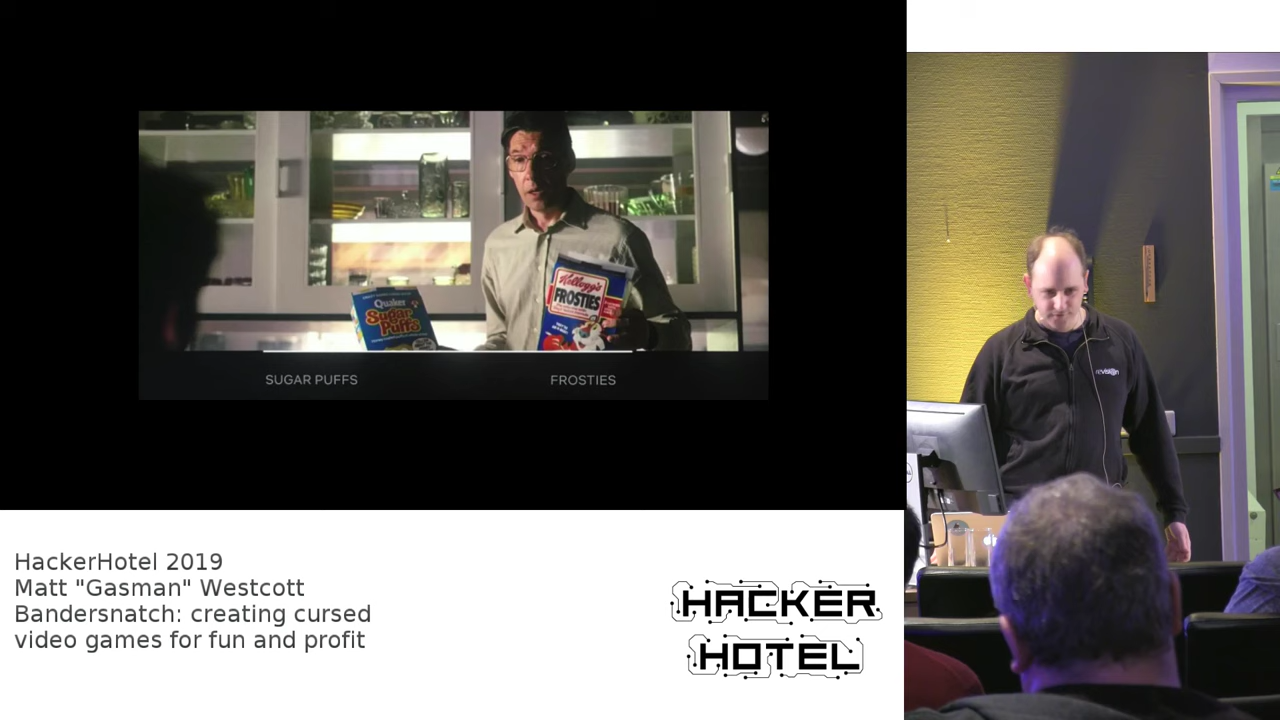 Quaker
Sugar
Puffs
Kellogg's
FROSTIES
SUGAR PUFFS
FROSTIES
revision
HackerHotel 2019
Matt "Gasman" Westcott
Bandersnatch: creating cursed
video games for fun and profit
HACKER
HOTEL